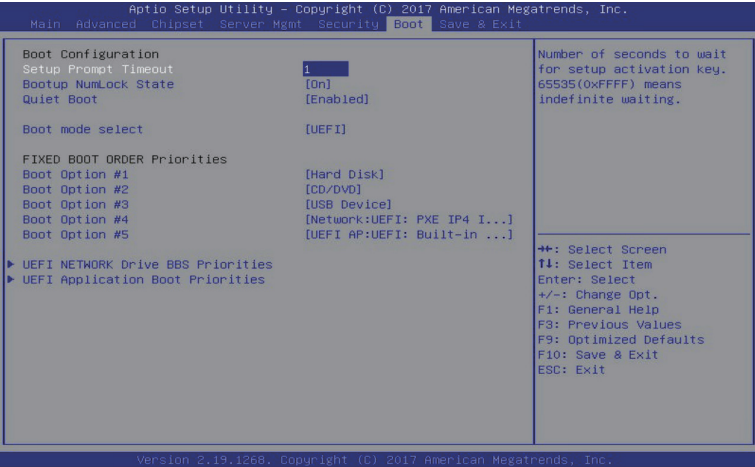 Aptio Setup Utility – Copyright (C) 2017 American Megatrends, Inc.
Main Advanced Chipset Server Mgmt Security Boot Save & Exit
Boot Configuration
Setup Prompt Timeout 1
Bootup NumLock State [On]
Quiet Boot [Enabled]
Boot mode select [UEFI]
FIXED BOOT ORDER Priorities
Boot Option #1 [Hard Disk]
Boot Option #2 [CD/DVD]
Boot Option #3 [USB Device]
Boot Option #4 [Network:UEFI: PXE IP4 I...]
Boot Option #5 [UEFI AP:UEFI: Built-in ...]
UEFI NETWORK Drive BBS Priorities
UEFI Application Boot Priorities
Number of seconds to wait
for setup activation key.
65535(0xFFFF) means
indefinite waiting.
→←: Select Screen
↑↓: Select Item
Enter: Select
+/-: Change Opt.
F1: General Help
F3: Previous Values
F9: Optimized Defaults
F10: Save & Exit
ESC: Exit
Version 2.19.1268. Copyright (C) 2017 American Megatrends, Inc.